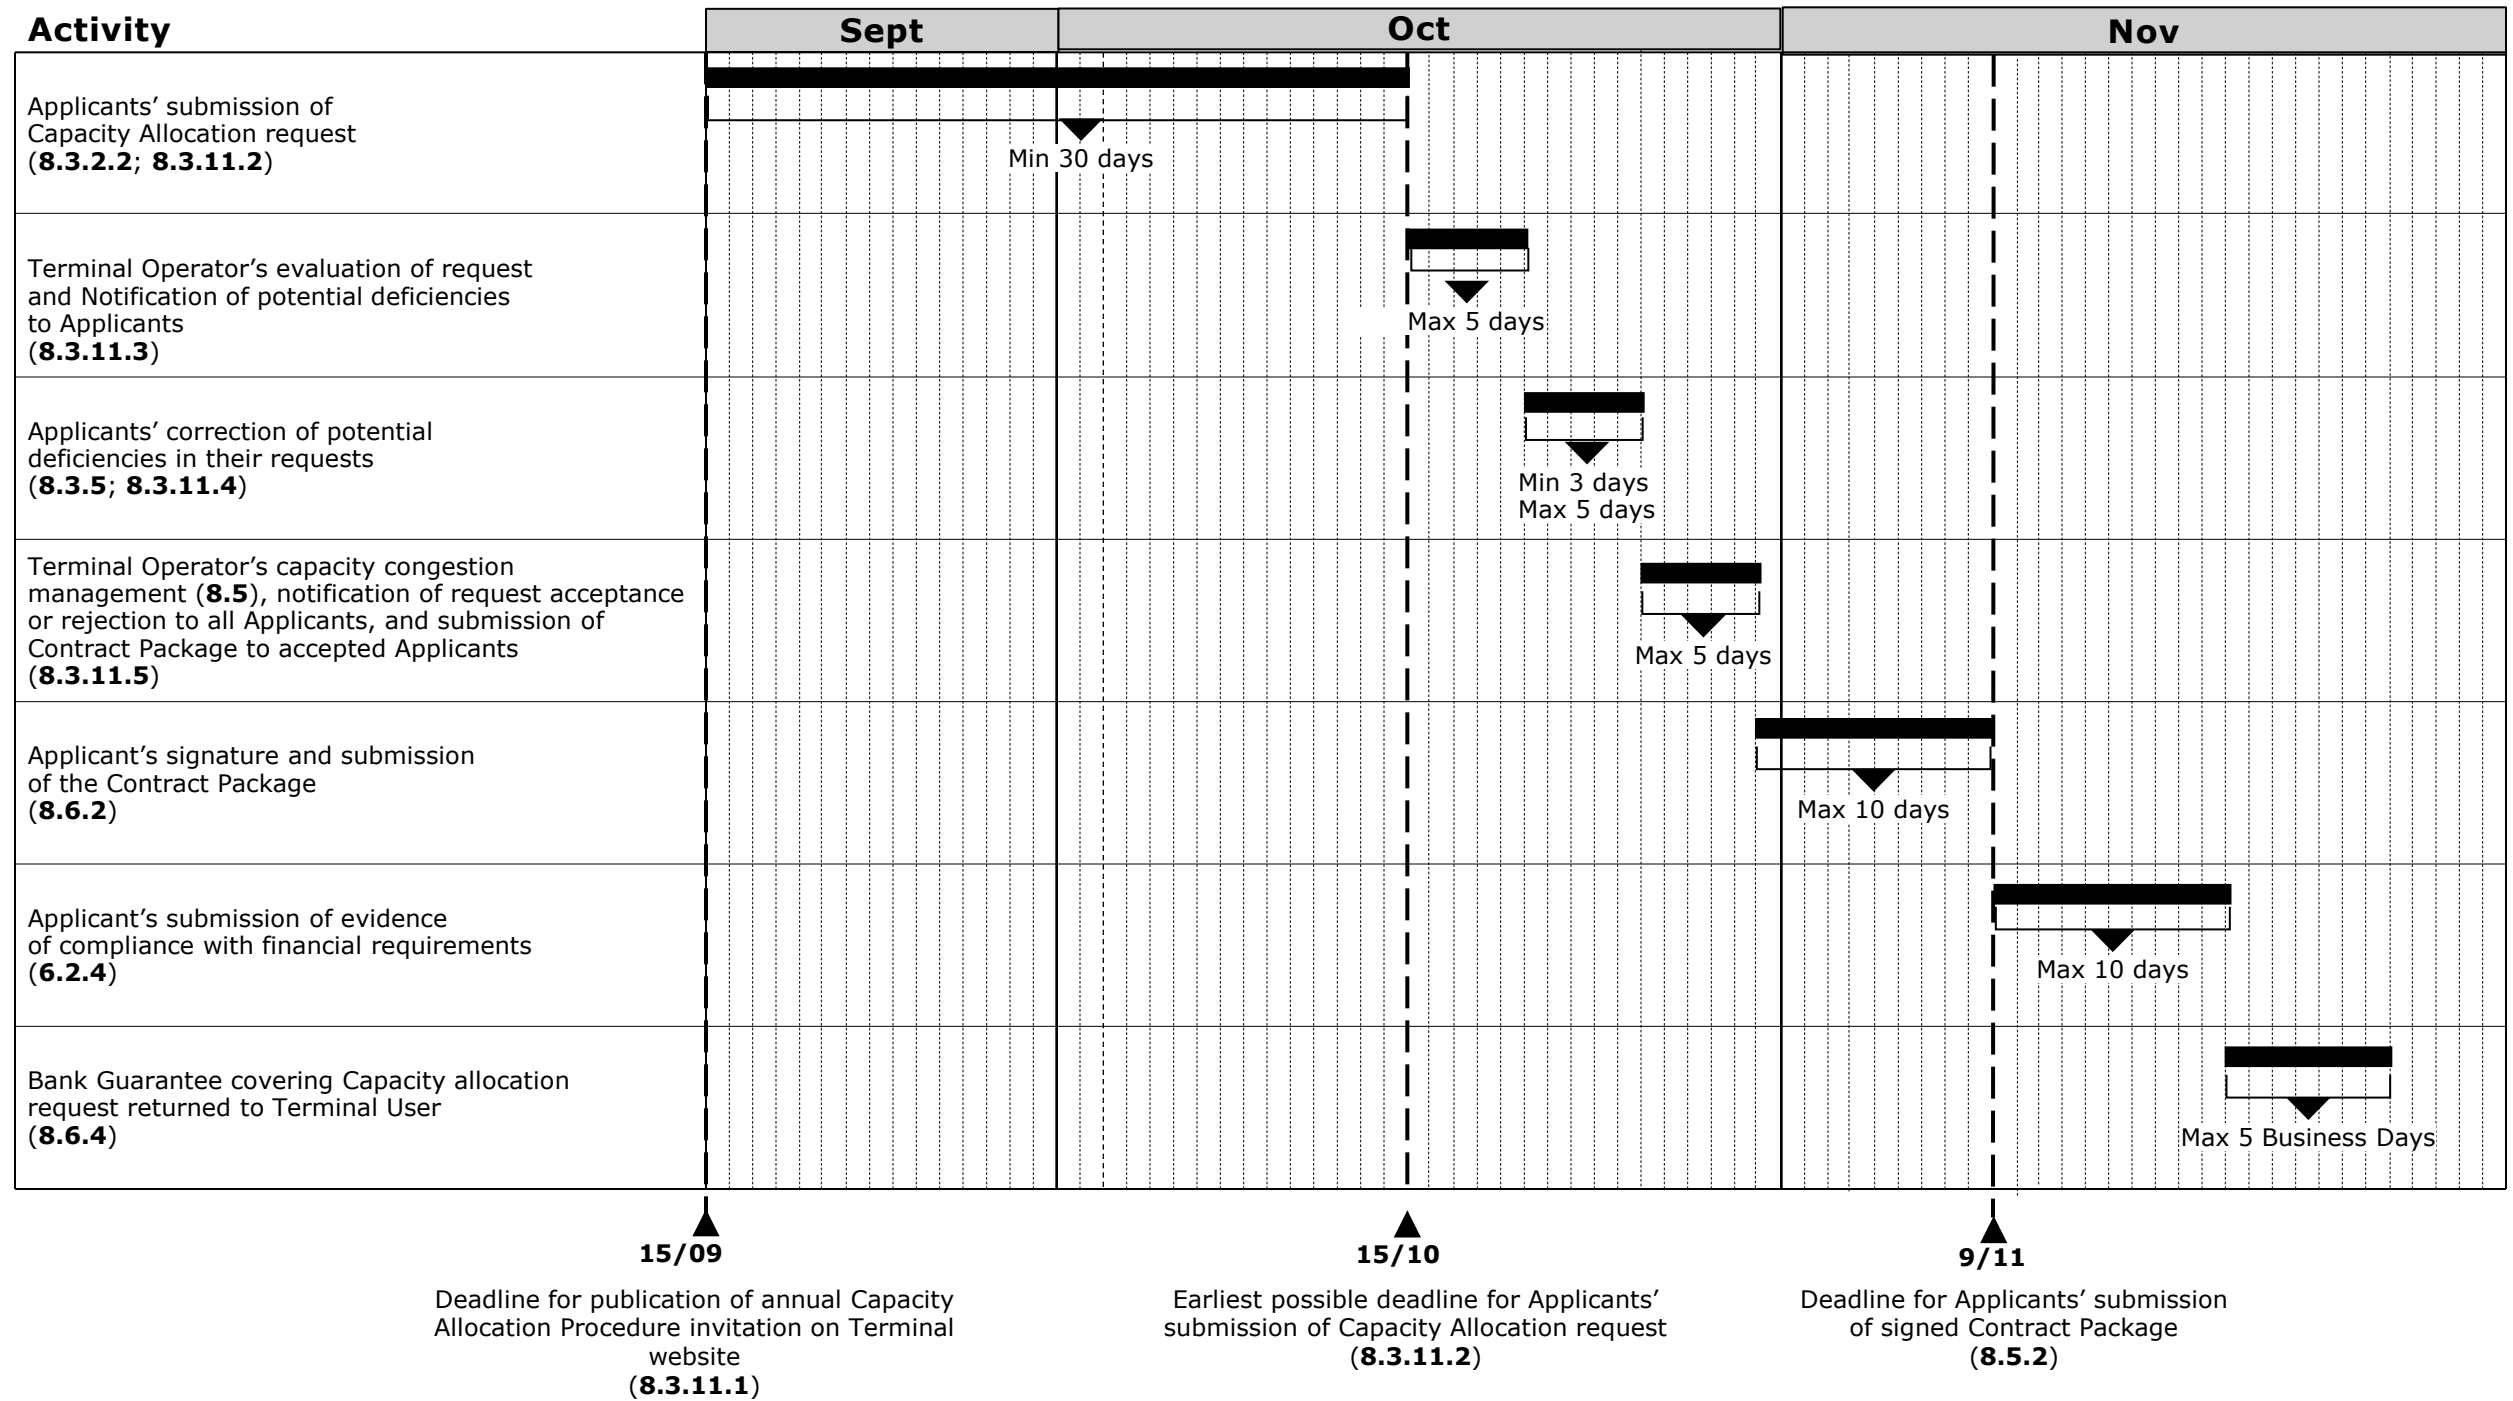 Activity
Sept
Oct
Nov
Applicants’ submission of
Capacity Allocation request
(8.3.2.2; 8.3.11.2)
Min 30 days
Terminal Operator’s evaluation of request
and Notification of potential deficiencies
to Applicants
(8.3.11.3)
Max 5 days
Applicants’ correction of potential
deficiencies in their requests
(8.3.5; 8.3.11.4)
Min 3 days
Max 5 days
Terminal Operator’s capacity congestion
management (8.5), notification of request acceptance
or rejection to all Applicants, and submission of
Contract Package to accepted Applicants
(8.3.11.5)
Max 5 days
Applicant’s signature and submission
of the Contract Package
(8.6.2)
Max 10 days
Applicant’s submission of evidence
of compliance with financial requirements
(6.2.4)
Max 10 days
Bank Guarantee covering Capacity allocation
request returned to Terminal User
(8.6.4)
Max 5 Business Days
15/09
Deadline for publication of annual Capacity
Allocation Procedure invitation on Terminal
website
(8.3.11.1)
15/10
Earliest possible deadline for Applicants’
submission of Capacity Allocation request
(8.3.11.2)
9/11
Deadline for Applicants’ submission
of signed Contract Package
(8.5.2)